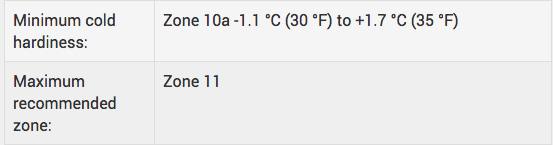 Minimum cold Zone 10a -1.1 °C (30 °F) to +1.7 °C (35 °F)
hardiness:
Maximum Zone 11
recommended
zone: